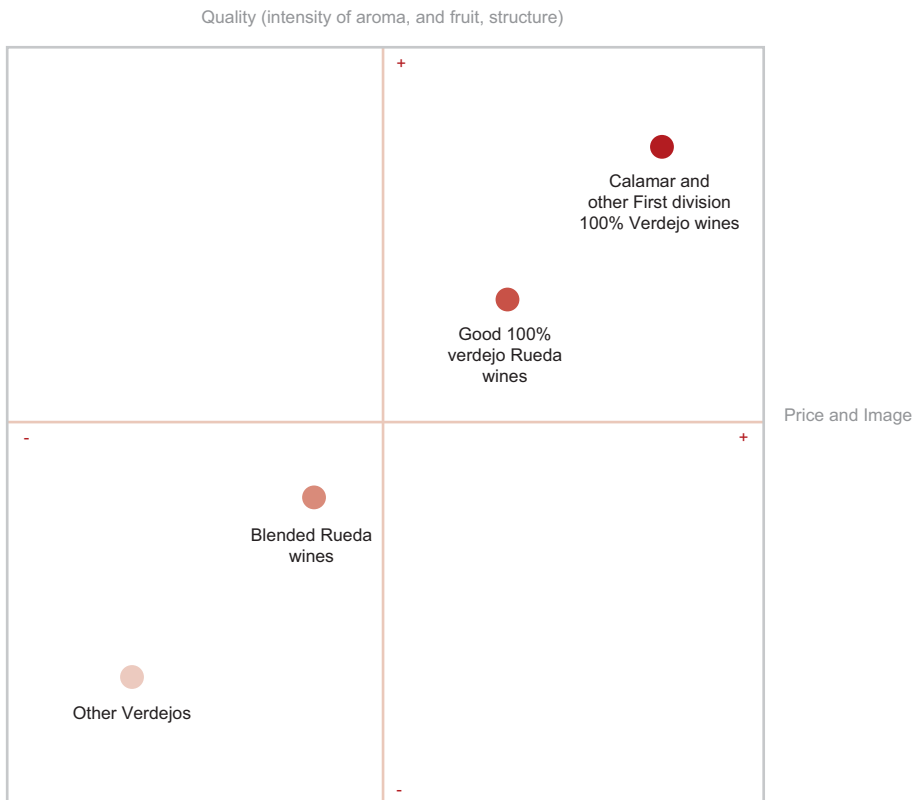 Quality (intensity of aroma, and fruit, structure)
+
Calamar and
other First division
100% Verdejo wines
Good 100%
verdejo Rueda
wines
Price and Image
-
+
Blended Rueda
wines
Other Verdejos
-